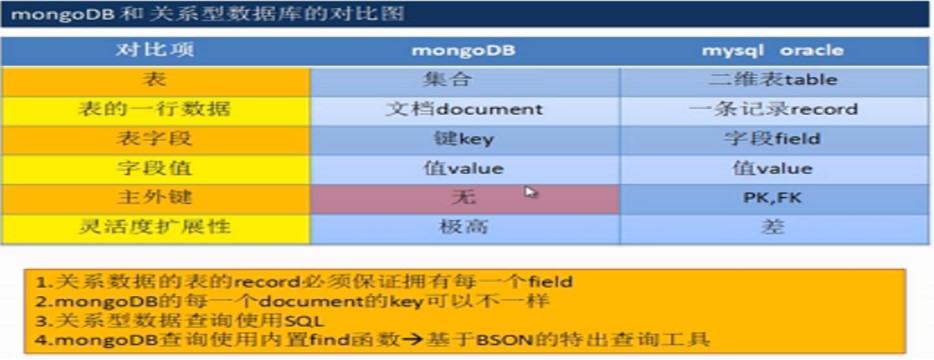 mongoDB 和 关系型数据库的对比图
对比项 mongoDB mysql oracle
表 集合 二维表table
表的一行数据 文档document 一条记录record
表字段 键key 字段field
字段值 值value 值value
主外键 无 PK,FK
灵活度扩展性 极高 差
1.关系数据的表的record必须保证拥有每一个field
2.mongoDB的每一个document的key可以不一样
3.关系型数据查询使用SQL
4.mongoDB查询使用内置find函数→基于BSON的特出查询工具